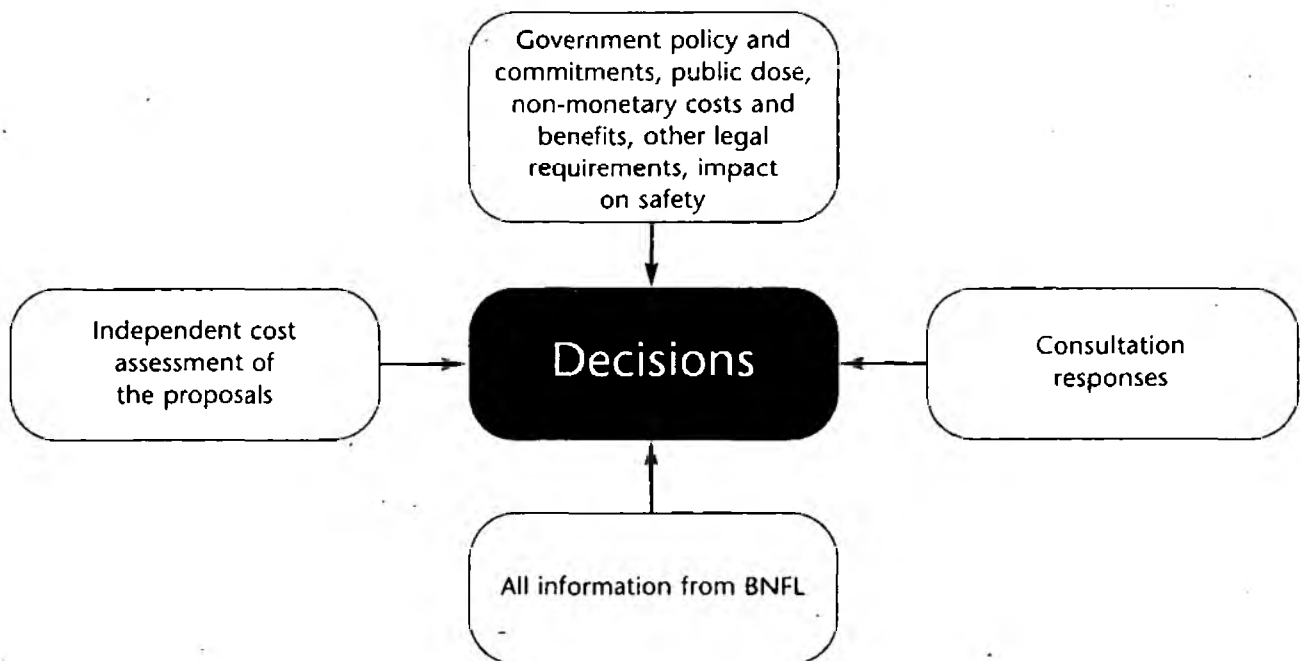 Government policy and
commitments, public dose,
non-monetary costs and
benefits, other legal
requirements, impact
on safety
Independent cost
assessment of
the proposals
Decisions
Consultation
responses
All information from BNFL